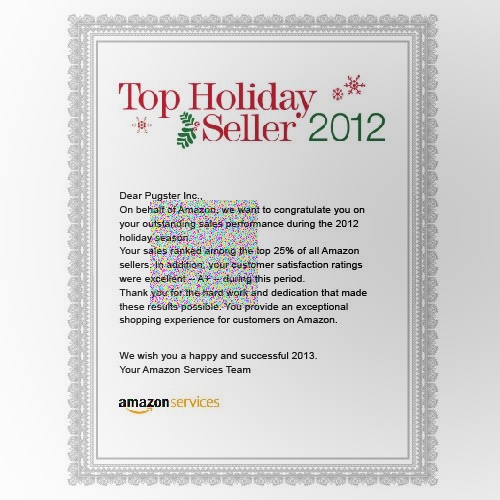 Top Holiday
Seller 2012
Dear Pugster Inc.,
On behalf of Amazon, we want to congratulate you on
your outstanding sales performance during the 2012
holiday season.
Your sales ranked among the top 25% of all Amazon
sellers. In addition, your customer satisfaction ratings
were excellent -- A+ -- during this period.
Thank you for the hard work and dedication that made
these results possible. You provide an exceptional
shopping experience for customers on Amazon.
We wish you a happy and successful 2013.
Your Amazon Services Team
amazonservices